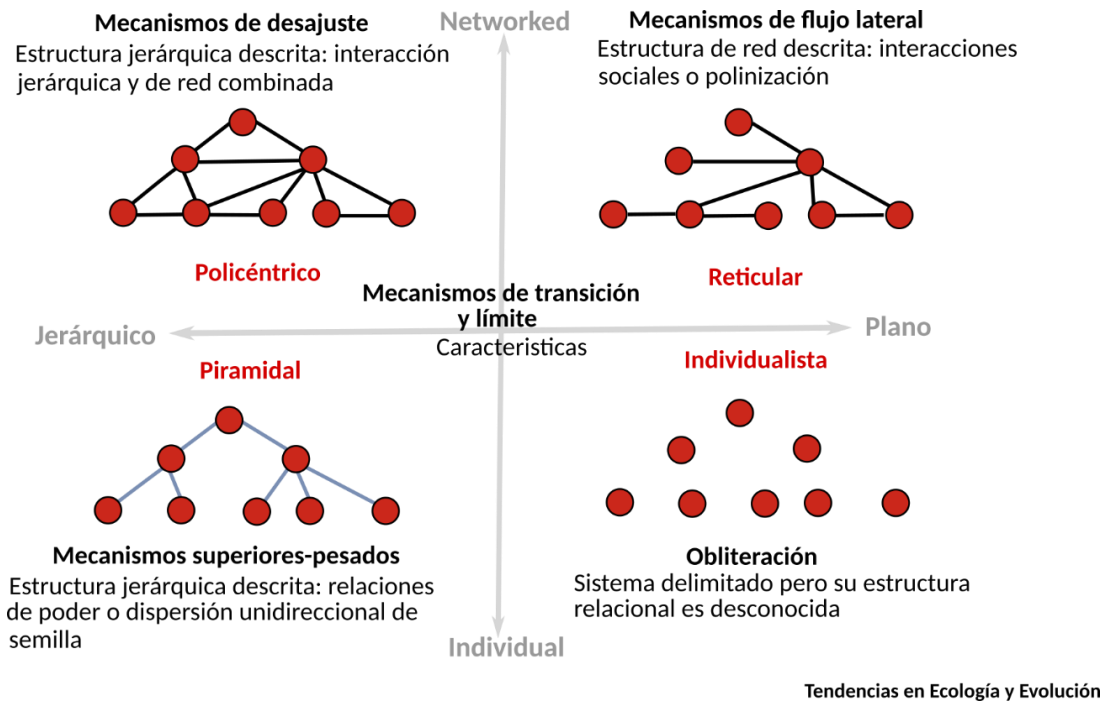 Networked
Mecanismos de desajuste
Estructura jerárquica descrita: interacción
jerárquica y de red combinada
Mecanismos de flujo lateral
Estructura de red descrita: interacciones
sociales o polinización
Policéntrico
Reticular
Mecanismos de transición
y límite
Caracteristicas
Jerárquico
Plano
Piramidal
Individualista
Mecanismos superiores-pesados
Estructura jerárquica descrita: relaciones
de poder o dispersión unidireccional de
semilla
Obliteración
Sistema delimitado pero su estructura
relacional es desconocida
Individual
Tendencias en Ecología y Evolución